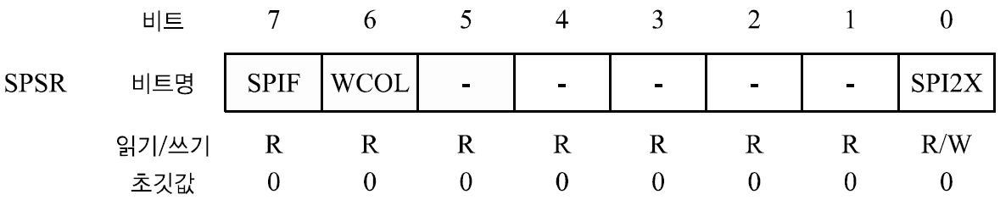 비트 7 6 5 4 3 2 1 0
SPSR 비트명 SPIF WCOL - - - - - SPI2X
읽기/쓰기 R R R R R R R R/W
초깃값 0 0 0 0 0 0 0 0